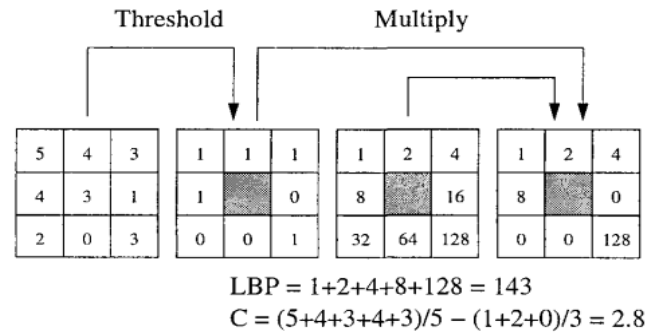 Threshold Multiply
5 4 3 1 1 1 1 2 4 1 2 4
4 3 1 1 0 8 16 8 0
2 0 3 0 0 1 32 64 128 0 0 128
LBP = 1+2+4+8+128 = 143
C = (5+4+3+4+3)/5 − (1+2+0)/3 = 2.8